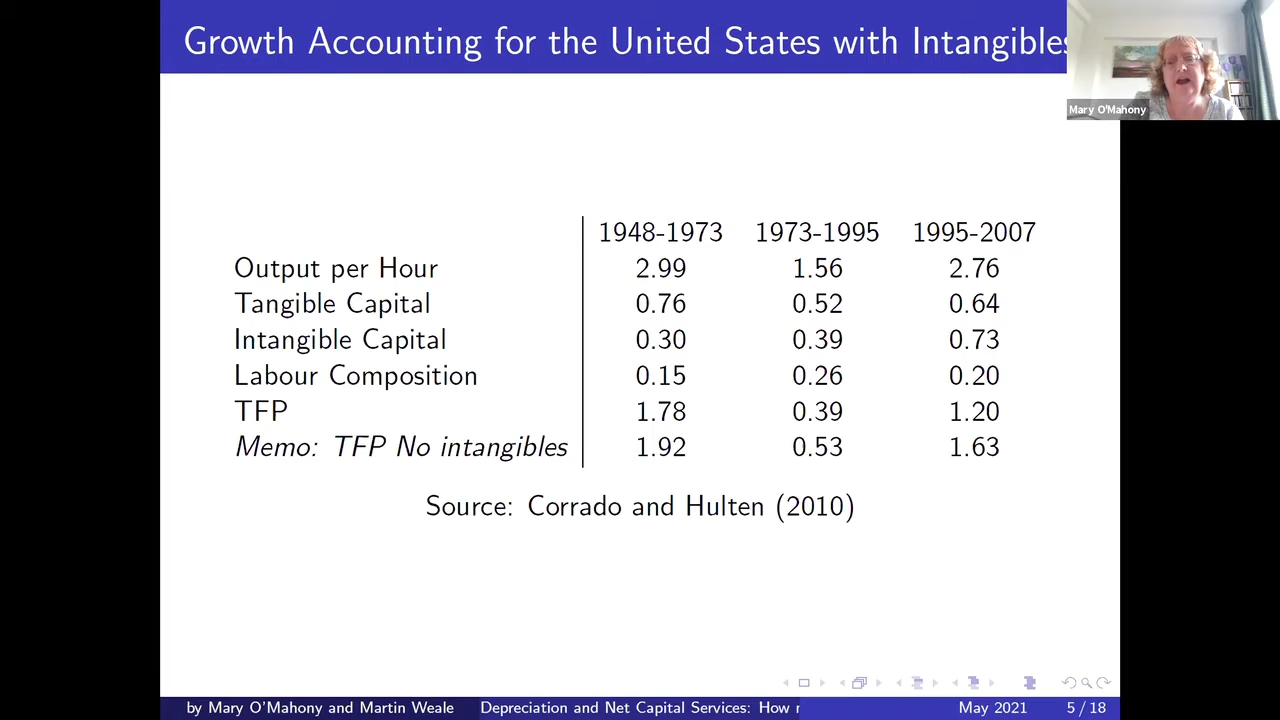 Growth Accounting for the United States with Intangibles
Mary O'Mahony
1948-1973 1973-1995 1995-2007
Output per Hour 2.99 1.56 2.76
Tangible Capital 0.76 0.52 0.64
Intangible Capital 0.30 0.39 0.73
Labour Composition 0.15 0.26 0.20
TFP 1.78 0.39 1.20
Memo: TFP No intangibles 1.92 0.53 1.63
Source: Corrado and Hulten (2010)
by Mary O'Mahony and Martin Weale Depreciation and Net Capital Services: How May 2021 5 / 18